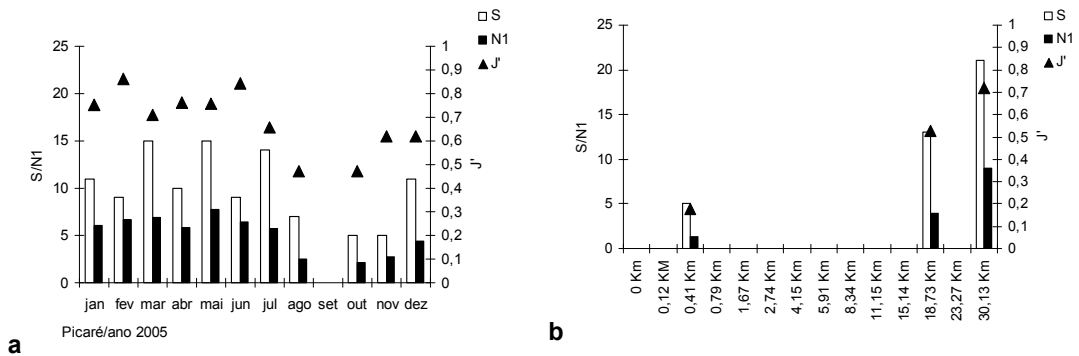 S
N1
J'
25
20
15
10
5
0
S/N1
1
0,9
0,8
0,7
0,6
0,5
0,4
0,3
0,2
0,1
0
J'
jan fev mar abr mai jun jul ago set out nov dez
Picaré/ano 2005
a
S
N1
J'
25
20
15
10
5
0
S/N1
1
0,9
0,8
0,7
0,6
0,5
0,4
0,3
0,2
0,1
0
J'
0 Km
0,12 KM
0,41 Km
0,79 Km
1,67 Km
2,74 Km
4,15 Km
5,91 Km
8,34 Km
11,15 Km
15,14 Km
18,73 Km
23,27 Km
30,13 Km
b